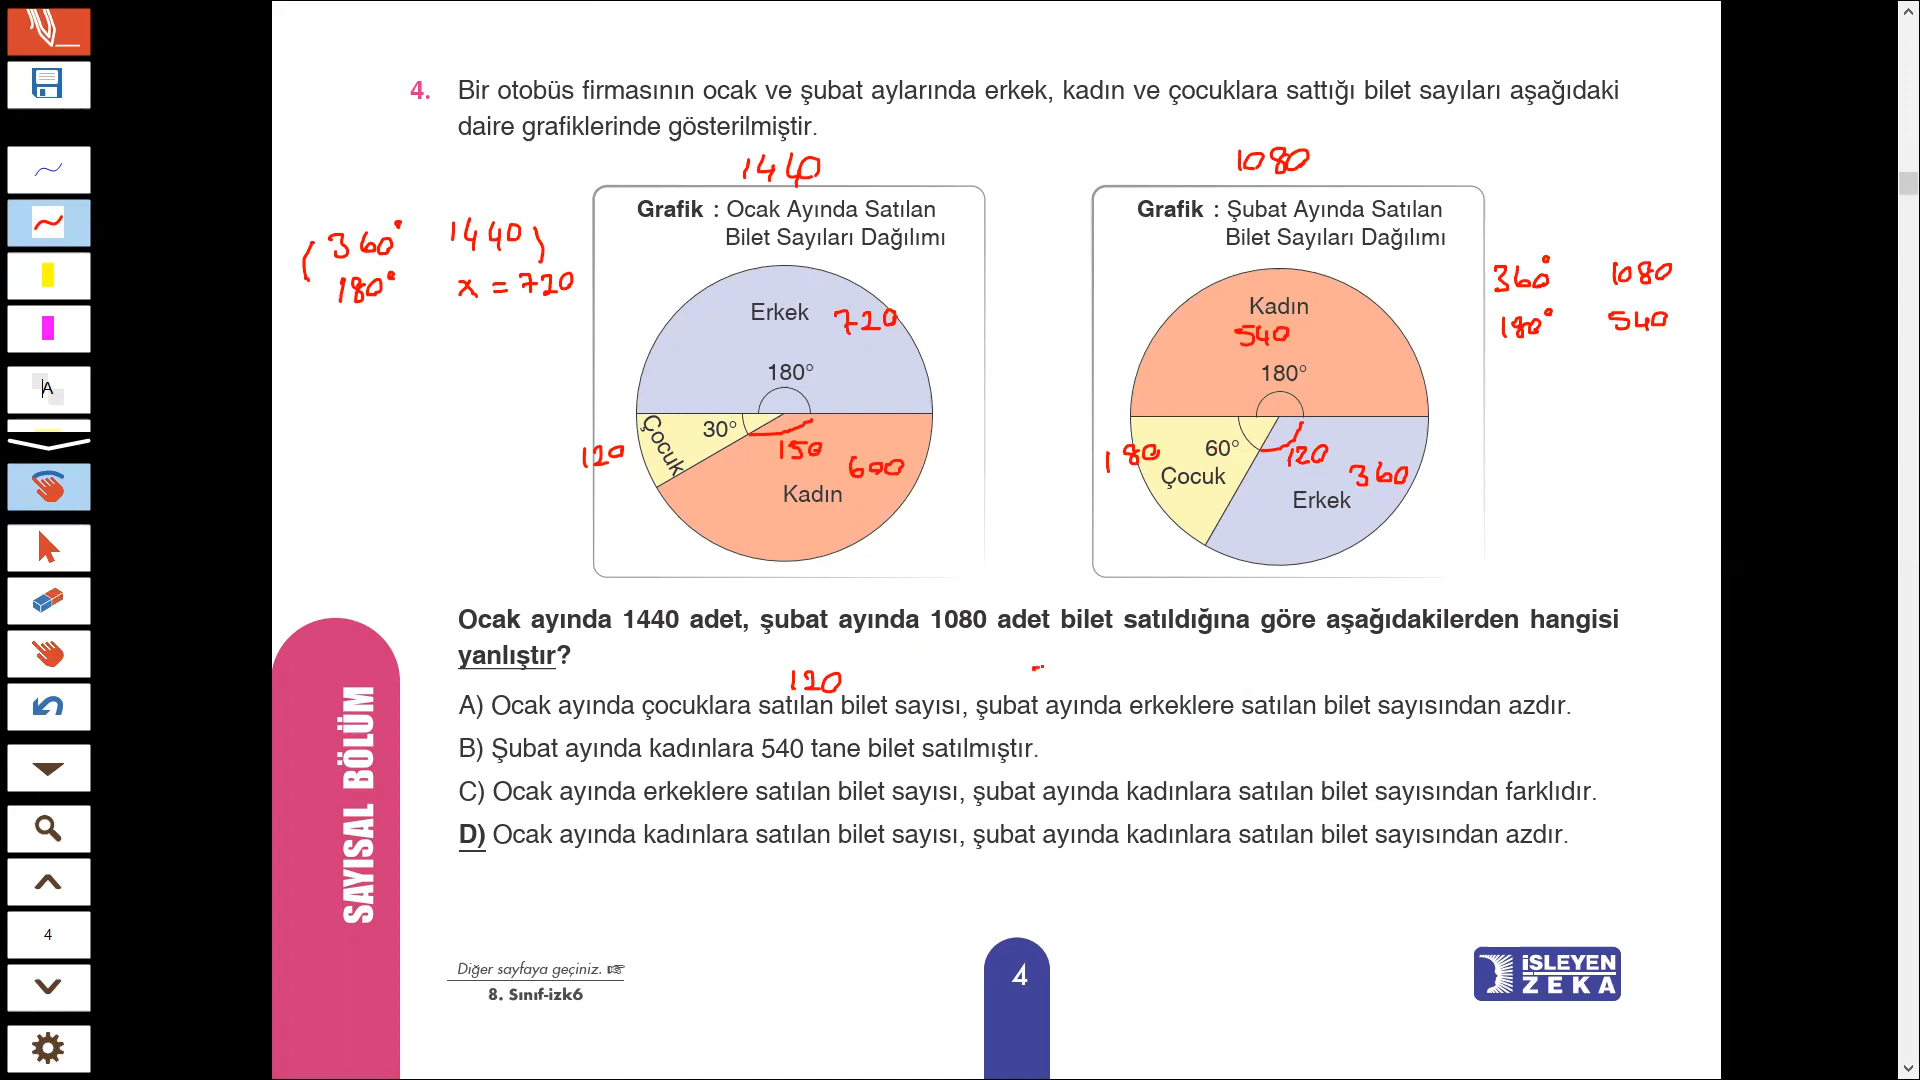 4. Bir otobüs firmasının ocak ve şubat aylarında erkek, kadın ve çocuklara sattığı bilet sayıları aşağıdaki
daire grafiklerinde gösterilmiştir.
1440
1080
Grafik : Ocak Ayında Satılan
Bilet Sayıları Dağılımı
Grafik : Şubat Ayında Satılan
Bilet Sayıları Dağılımı
(360° 1440)
180° x = 720
360° 1080
180° 540
Erkek 720
180°
Çocuk
30°
120
150
600
Kadın
Kadın
540
180°
180
60°
Çocuk
120
360
Erkek
Ocak ayında 1440 adet, şubat ayında 1080 adet bilet satıldığına göre aşağıdakilerden hangisi
yanlıştır?
120
A) Ocak ayında çocuklara satılan bilet sayısı, şubat ayında erkeklere satılan bilet sayısından azdır.
B) Şubat ayında kadınlara 540 tane bilet satılmıştır.
C) Ocak ayında erkeklere satılan bilet sayısı, şubat ayında kadınlara satılan bilet sayısından farklıdır.
D) Ocak ayında kadınlara satılan bilet sayısı, şubat ayında kadınlara satılan bilet sayısından azdır.
SAYISAL BÖLÜM
Diğer sayfaya geçiniz.
8. Sınıf-izk6
4
İŞLEYEN
ZEKA
A
4